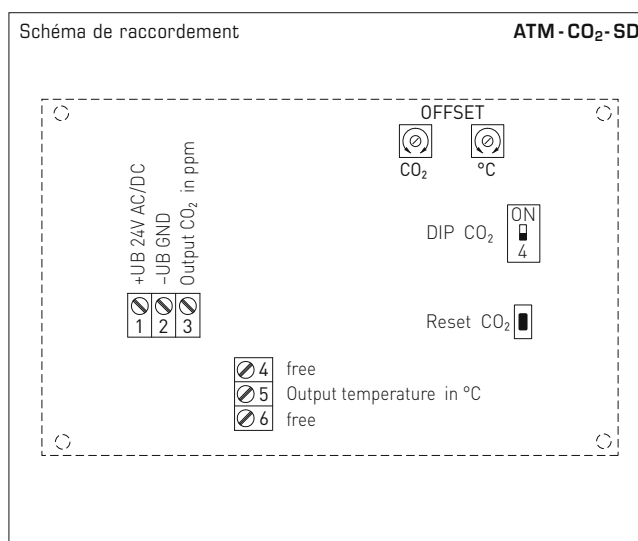 Schéma de raccordement
ATM-CO₂-SD
OFFSET
CO₂
°C
+UB 24V AC/DC
–UB GND
Output CO₂ in ppm
1 2 3
DIP CO₂
ON
4
Reset CO₂
4 free
5 Output temperature in °C
6 free